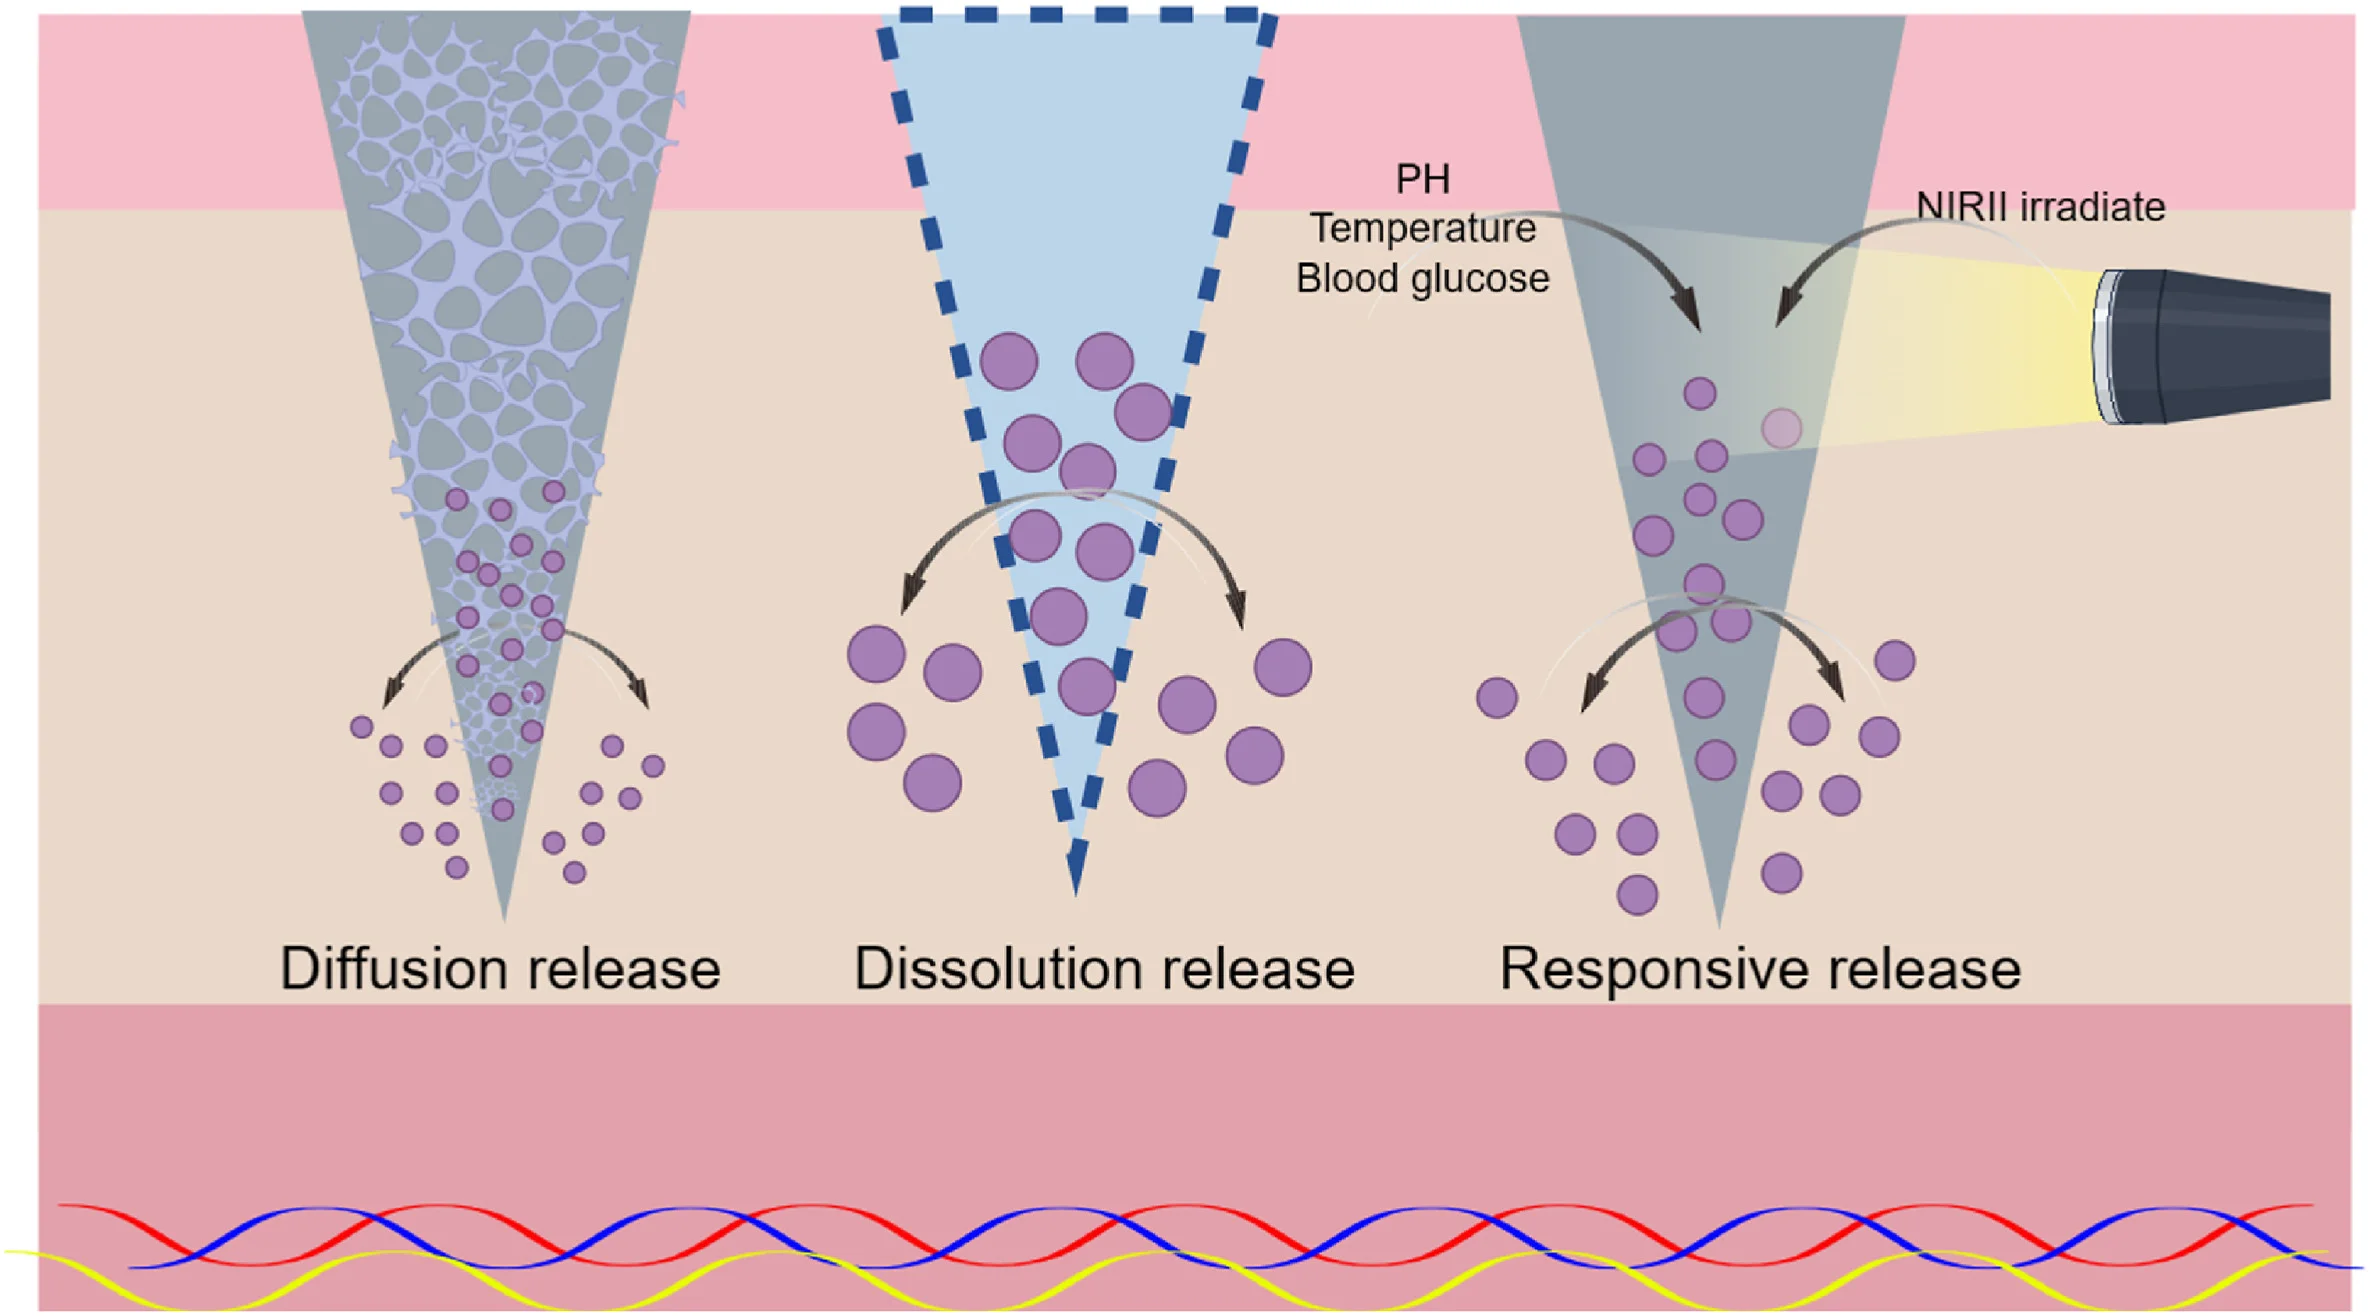 PH
Temperature
Blood glucose
NIRII irradiate
Diffusion release
Dissolution release
Responsive release